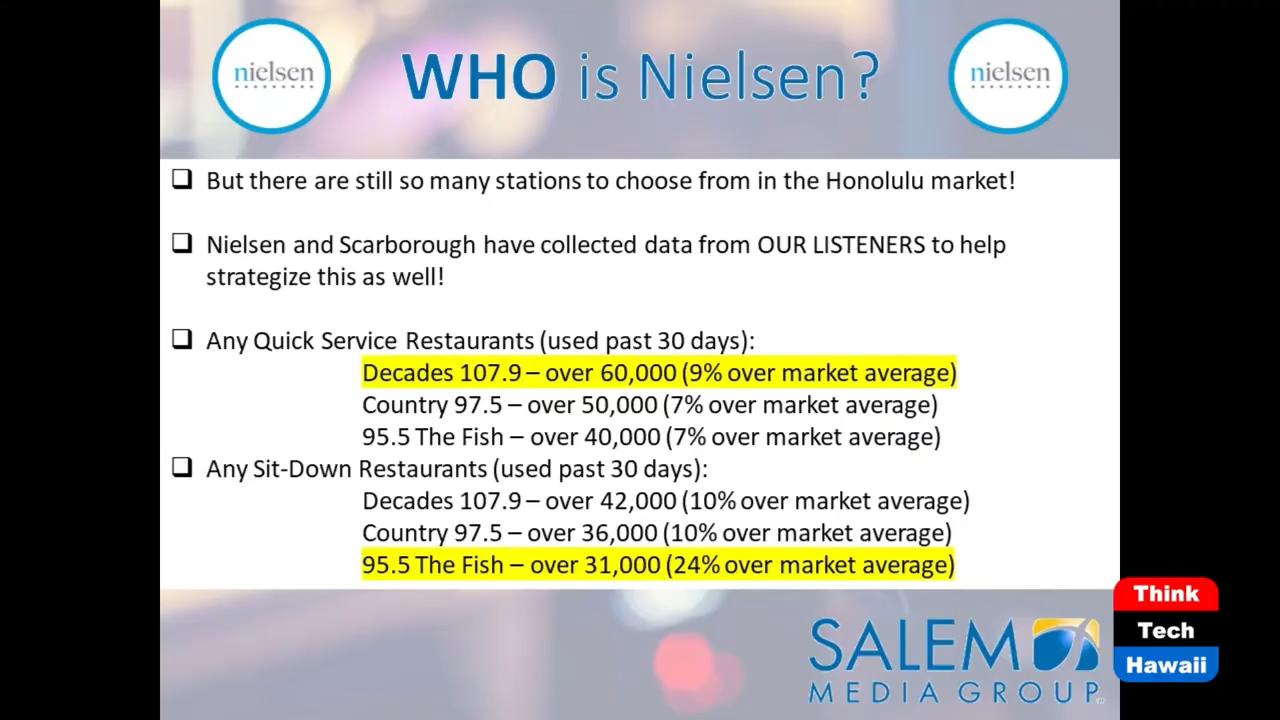 nielsen
WHO is Nielsen?
nielsen
But there are still so many stations to choose from in the Honolulu market!
Nielsen and Scarborough have collected data from OUR LISTENERS to help
strategize this as well!
Any Quick Service Restaurants (used past 30 days):
Decades 107.9 – over 60,000 (9% over market average)
Country 97.5 – over 50,000 (7% over market average)
95.5 The Fish – over 40,000 (7% over market average)
Any Sit-Down Restaurants (used past 30 days):
Decades 107.9 – over 42,000 (10% over market average)
Country 97.5 – over 36,000 (10% over market average)
95.5 The Fish – over 31,000 (24% over market average)
SALEM
MEDIA GROUP
Think
Tech
Hawaii